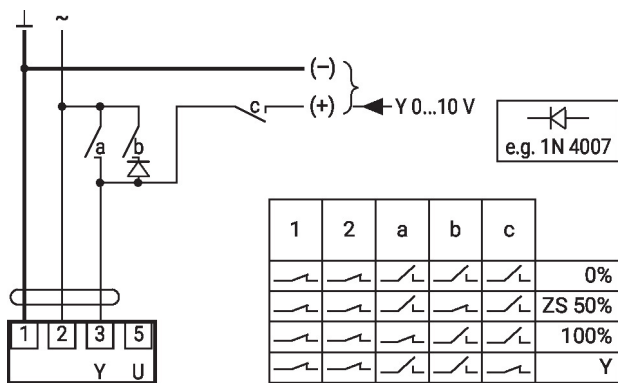 ~
(–)
a b c (+) Y 0...10 V
e.g. 1N 4007
1 2 a b c
0%
ZS 50%
100%
Y
1 2 3 5
Y U